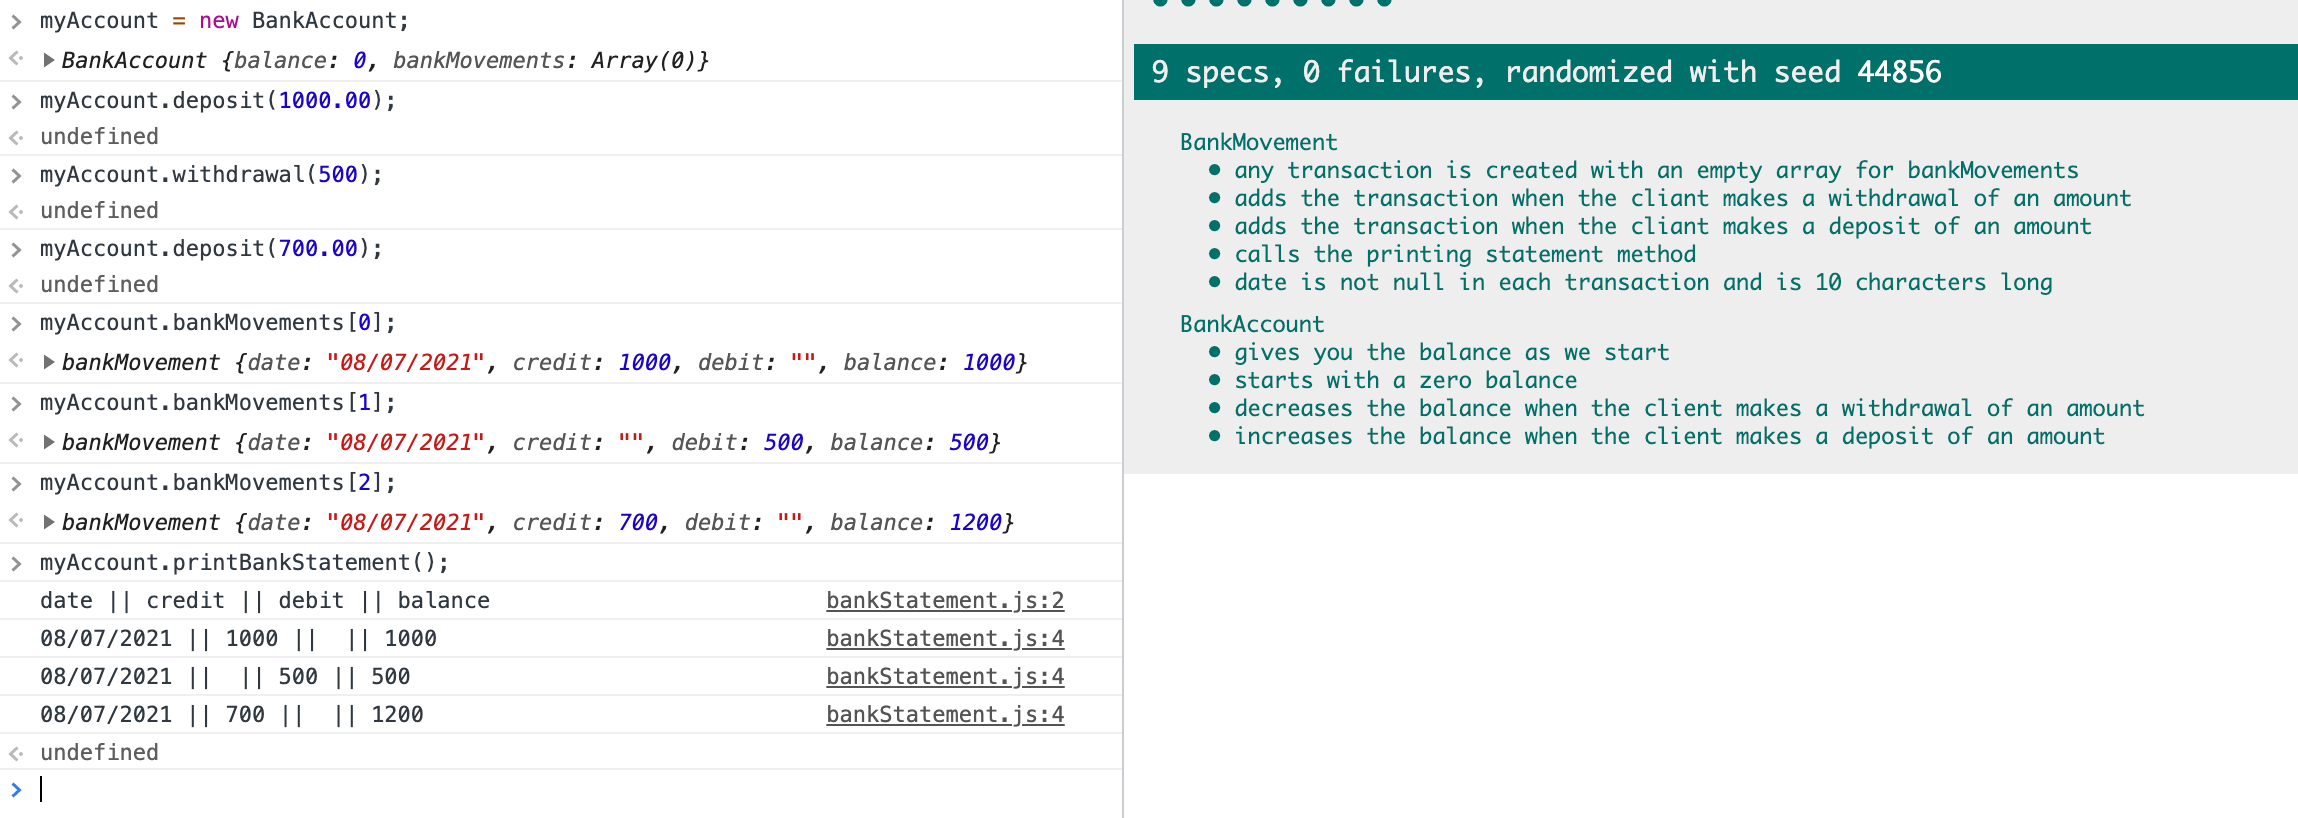 myAccount = new BankAccount;
BankAccount {balance: 0, bankMovements: Array(0)}
myAccount.deposit(1000.00);
undefined
myAccount.withdrawal(500);
undefined
myAccount.deposit(700.00);
undefined
myAccount.bankMovements[0];
bankMovement {date: "08/07/2021", credit: 1000, debit: "", balance: 1000}
myAccount.bankMovements[1];
bankMovement {date: "08/07/2021", credit: "", debit: 500, balance: 500}
myAccount.bankMovements[2];
bankMovement {date: "08/07/2021", credit: 700, debit: "", balance: 1200}
myAccount.printBankStatement();
date || credit || debit || balance bankStatement.js:2
08/07/2021 || 1000 ||  || 1000 bankStatement.js:4
08/07/2021 ||  || 500 || 500 bankStatement.js:4
08/07/2021 || 700 ||  || 1200 bankStatement.js:4
undefined
9 specs, 0 failures, randomized with seed 44856
BankMovement
• any transaction is created with an empty array for bankMovements
• adds the transaction when the cliant makes a withdrawal of an amount
• adds the transaction when the cliant makes a deposit of an amount
• calls the printing statement method
• date is not null in each transaction and is 10 characters long
BankAccount
• gives you the balance as we start
• starts with a zero balance
• decreases the balance when the client makes a withdrawal of an amount
• increases the balance when the client makes a deposit of an amount